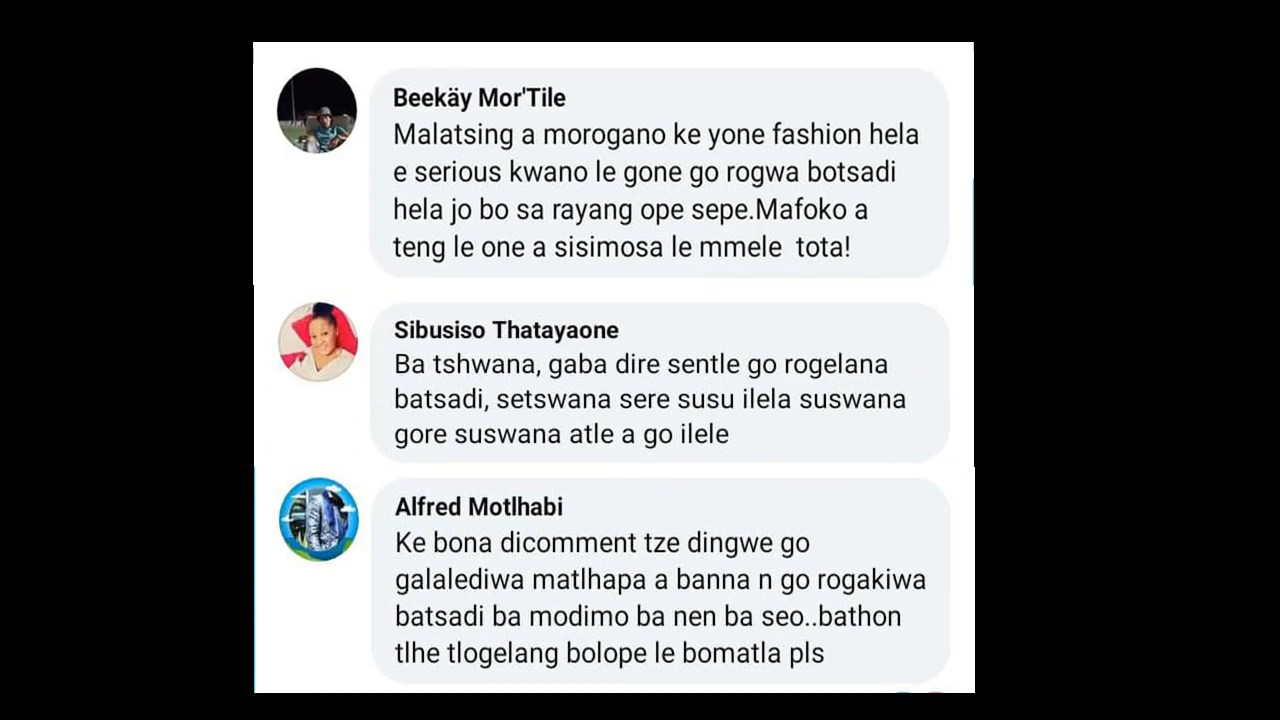 Beekäy Mor'Tile
Malatsing a morogano ke yone fashion hela
e serious kwano le gone go rogwa botsadi
hela jo bo sa rayang ope sepe.Mafoko a
teng le one a sisimosa le mmele tota!
Sibusiso Thatayaone
Ba tshwana, gaba dire sentle go rogelana
batsadi, setswana sere susu ilela suswana
gore suswana atle a go ilele
Alfred Motlhabi
Ke bona dicomment tze dingwe go
galalediwa matlhapa a banna n go rogakiwa
batsadi ba modimo ba nen ba seo..bathon
tlhe tlogelang bolope le bomatla pls